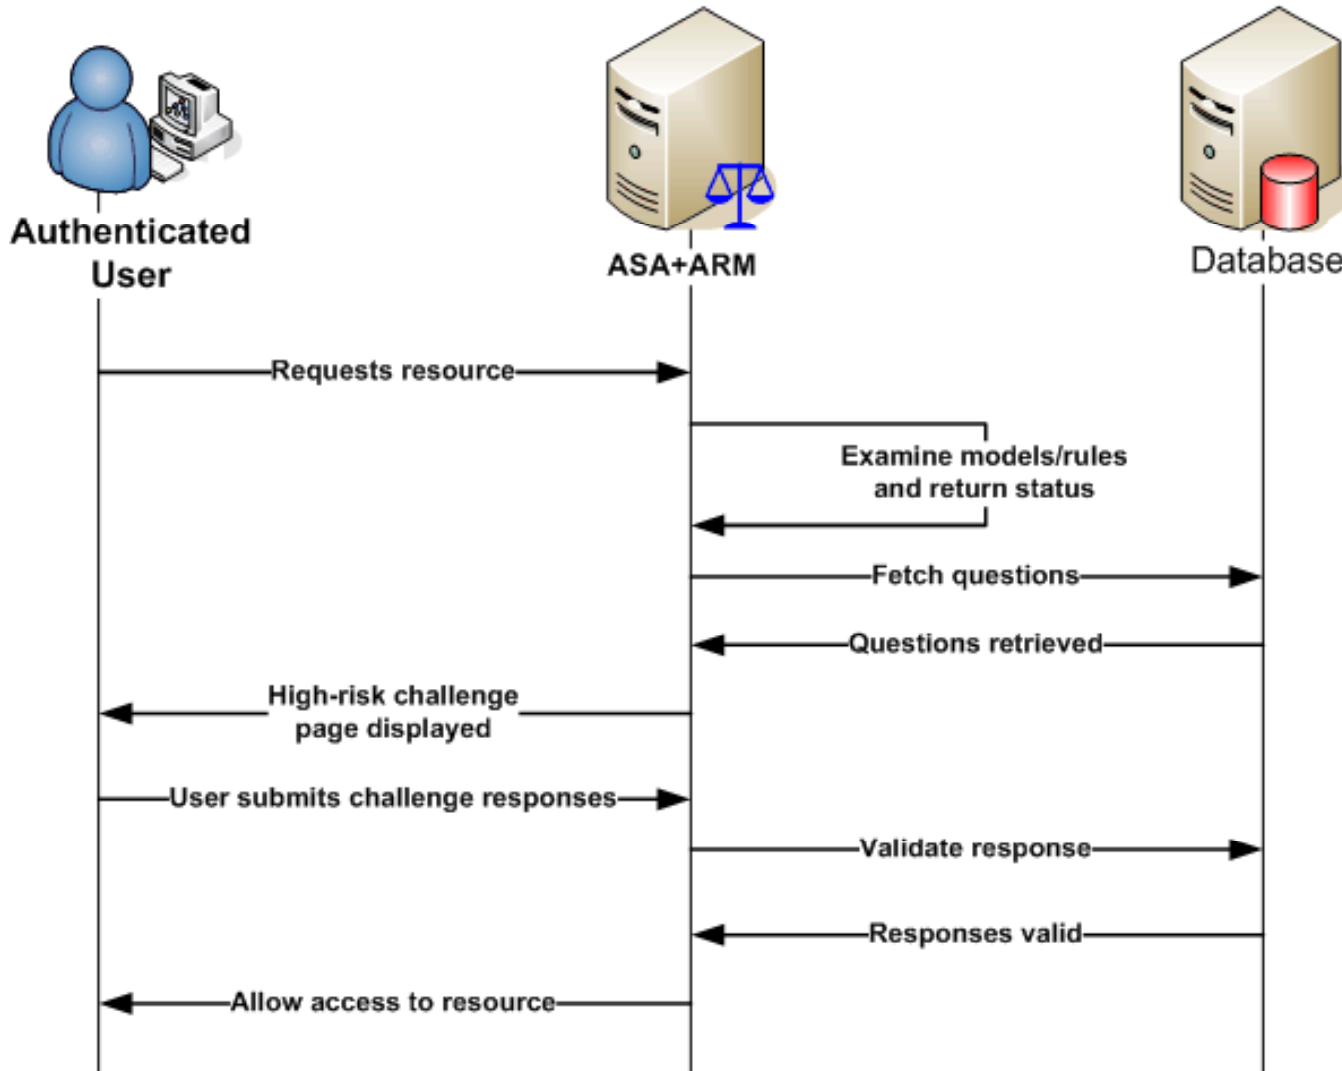 Authenticated
User
ASA+ARM
Database
Requests resource
Examine models/rules
and return status
Fetch questions
Questions retrieved
High-risk challenge
page displayed
User submits challenge responses
Validate response
Responses valid
Allow access to resource